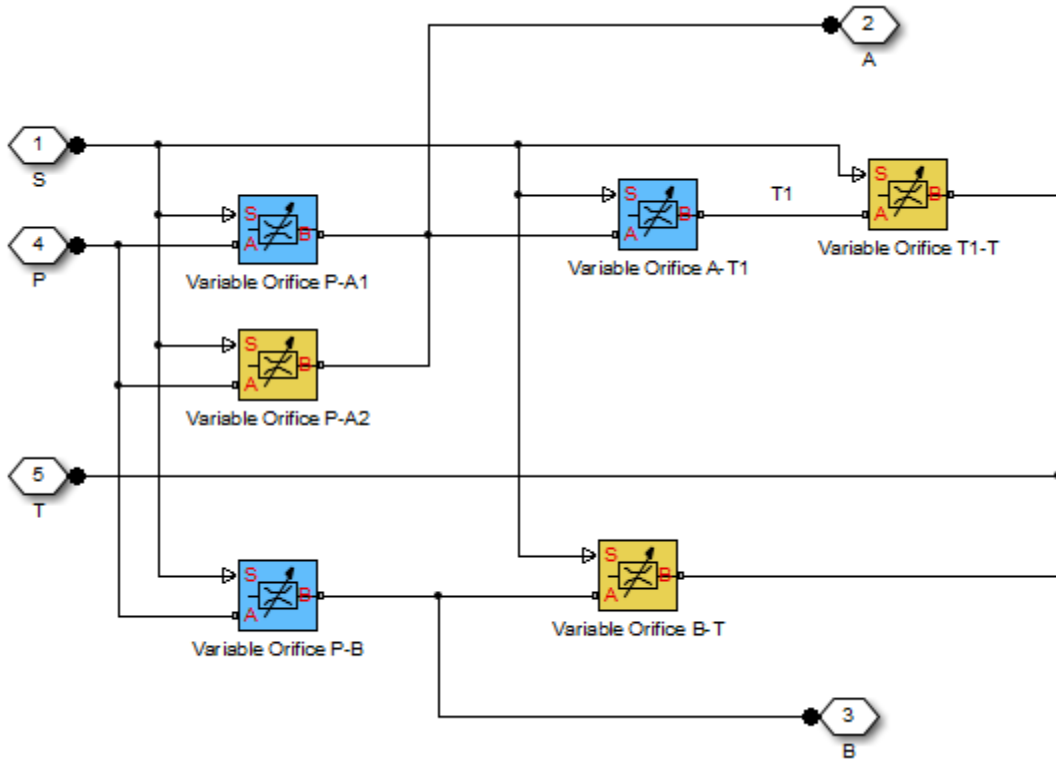 2
A
1
S
S
A
B
Variable Orifice P-A1
S
A
B
Variable Orifice A-T1
T1
S
A
B
Variable Orifice T1-T
4
P
S
A
B
Variable Orifice P-A2
5
T
S
A
B
Variable Orifice P-B
S
A
B
Variable Orifice B-T
3
B